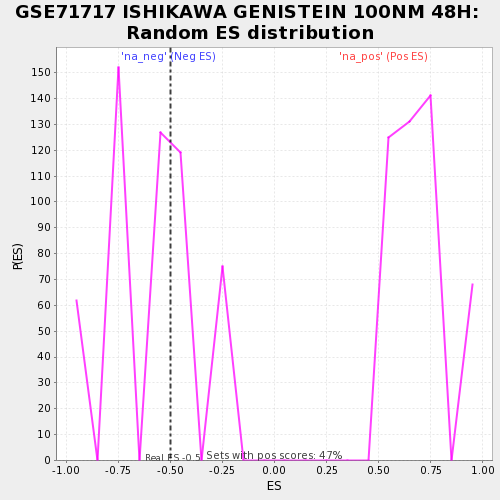 GSE71717 ISHIKAWA GENISTEIN 100NM 48H:
Random ES distribution
'na_neg' (Neg ES)
'na_pos' (Pos ES)
150
140
130
120
110
100
90
80
70
60
50
40
30
20
10
0
P(ES)
Real ES -0.5
Sets with pos scores: 47%
-1.00 -0.75 -0.50 -0.25 0.00 0.25 0.50 0.75 1.00
ES